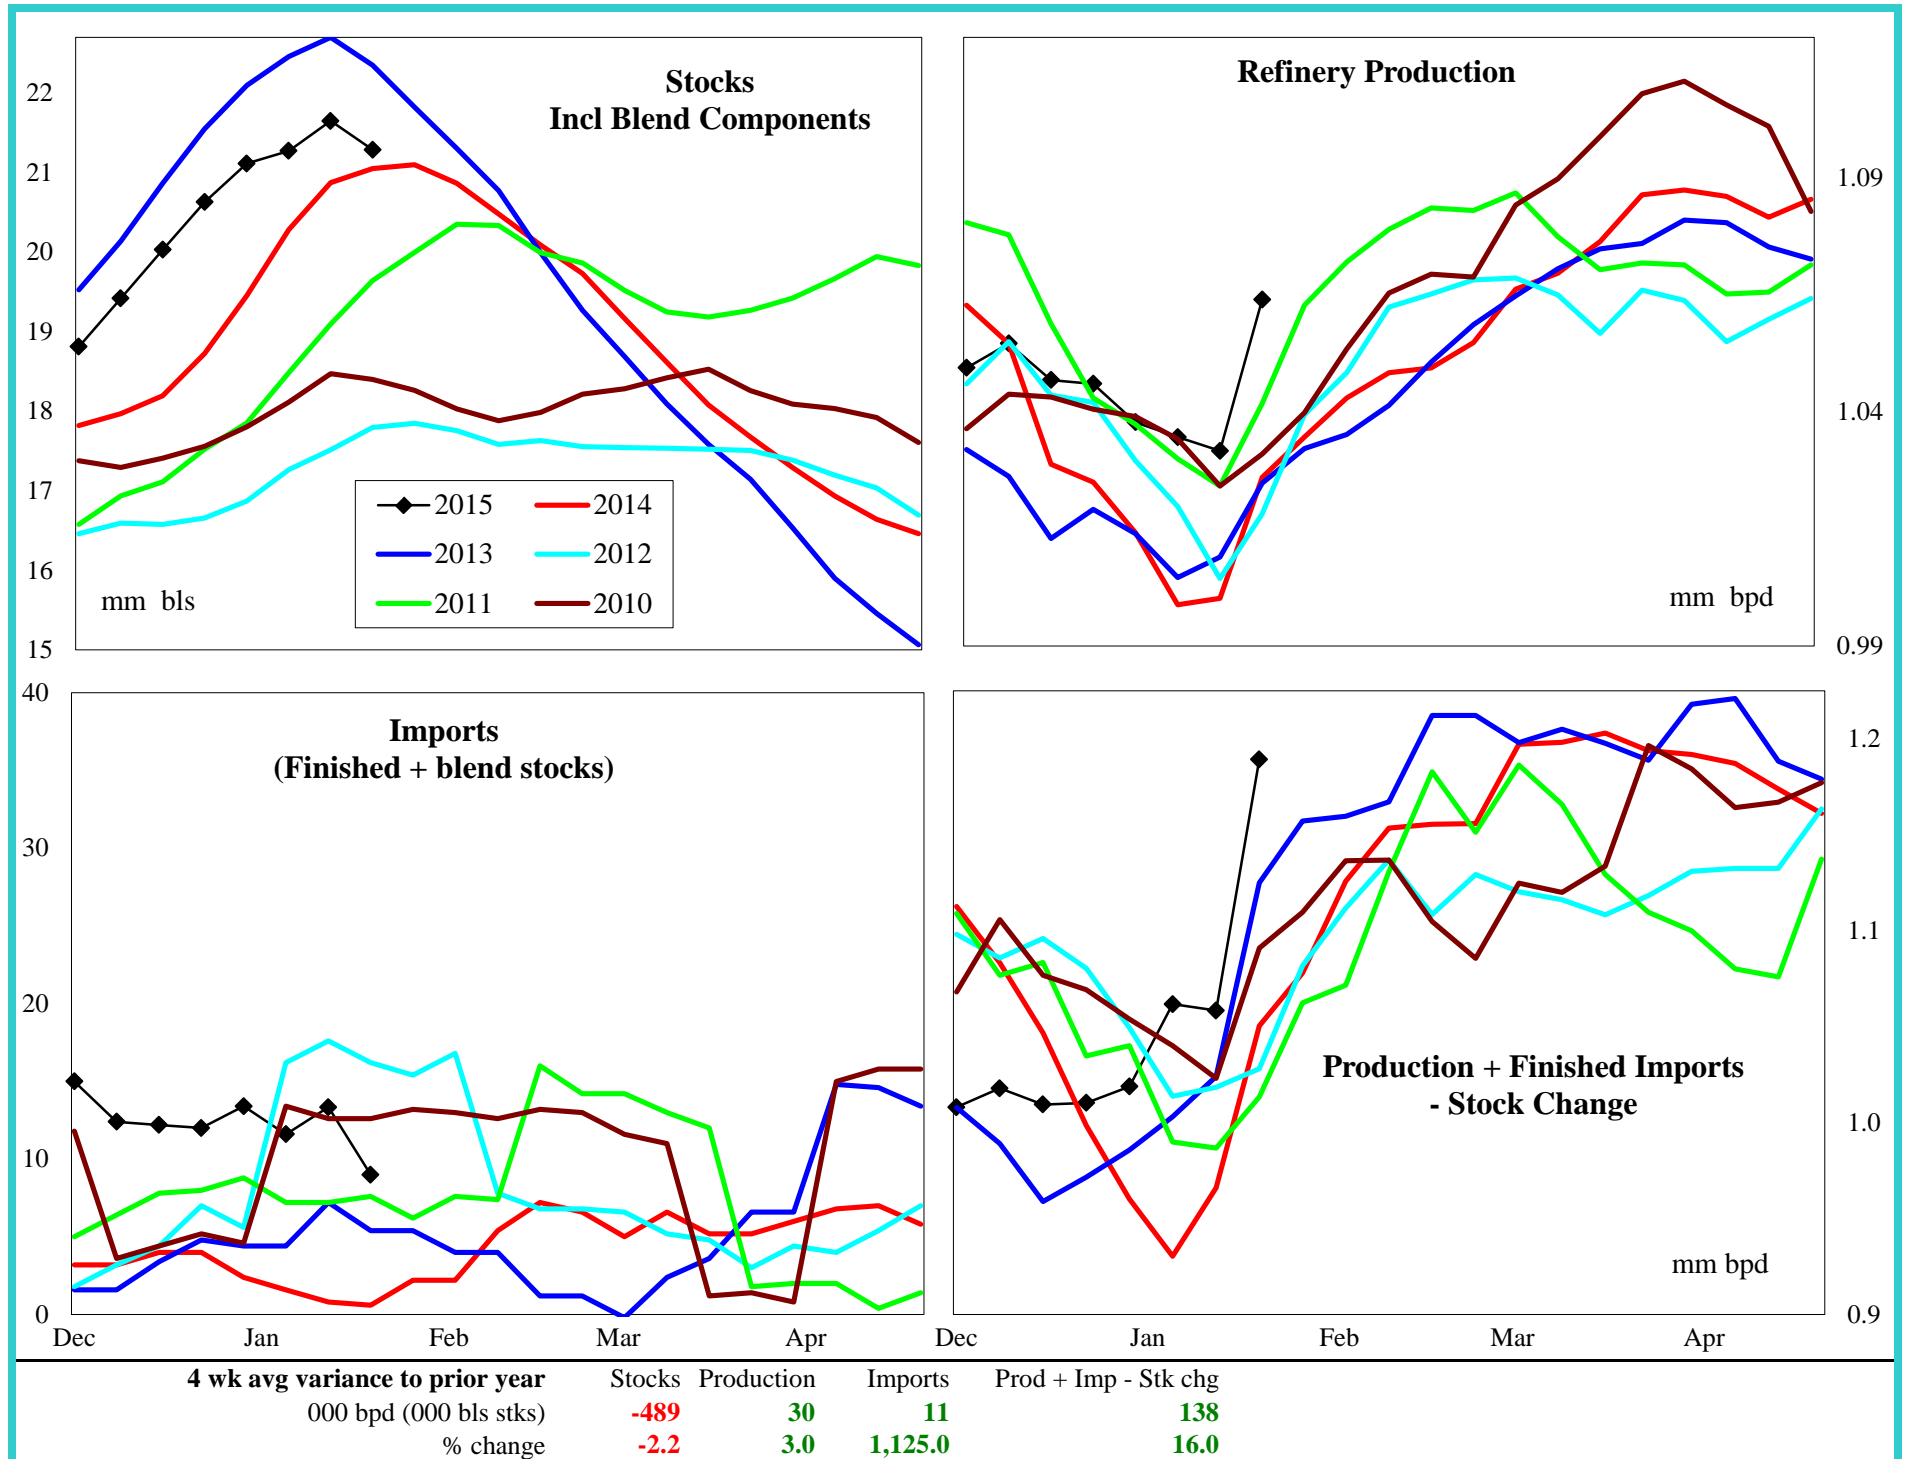 Stocks
Incl Blend Components
22
21
20
19
18
17
16
15
mm bls
2015
2014
2013
2012
2011
2010
Refinery Production
1.09
1.04
0.99
mm bpd
Imports
(Finished + blend stocks)
40
30
20
10
0
Dec Jan Feb Mar Apr
Production + Finished Imports
- Stock Change
1.2
1.1
1.0
0.9
mm bpd
Dec Jan Feb Mar Apr
4 wk avg variance to prior year Stocks Production Imports Prod + Imp - Stk chg
000 bpd (000 bls stks) -489 30 11 138
% change -2.2 3.0 1,125.0 16.0